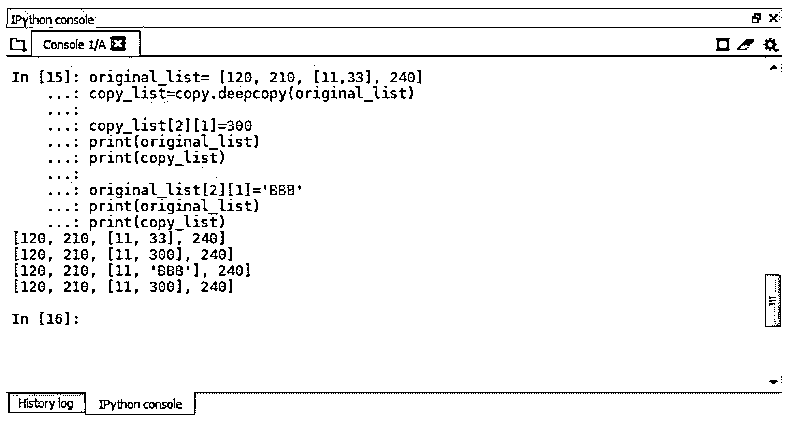 IPython console
Console 1/A
In [15]: original_list= [120, 210, [11,33], 240]
...: copy_list=copy.deepcopy(original_list)
...:
...: copy_list[2][1]=300
...: print(original_list)
...: print(copy_list)
...:
...: original_list[2][1]='BBB'
...: print(original_list)
...: print(copy_list)
[120, 210, [11, 33], 240]
[120, 210, [11, 300], 240]
[120, 210, [11, 'BBB'], 240]
[120, 210, [11, 300], 240]
In [16]:
History log IPython console